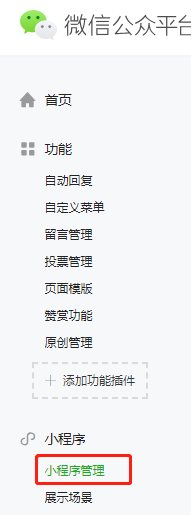 微信公众平台
首页
功能
自动回复
自定义菜单
留言管理
投票管理
页面模版
赞赏功能
原创管理
+ 添加功能插件
小程序
小程序管理
展示场景